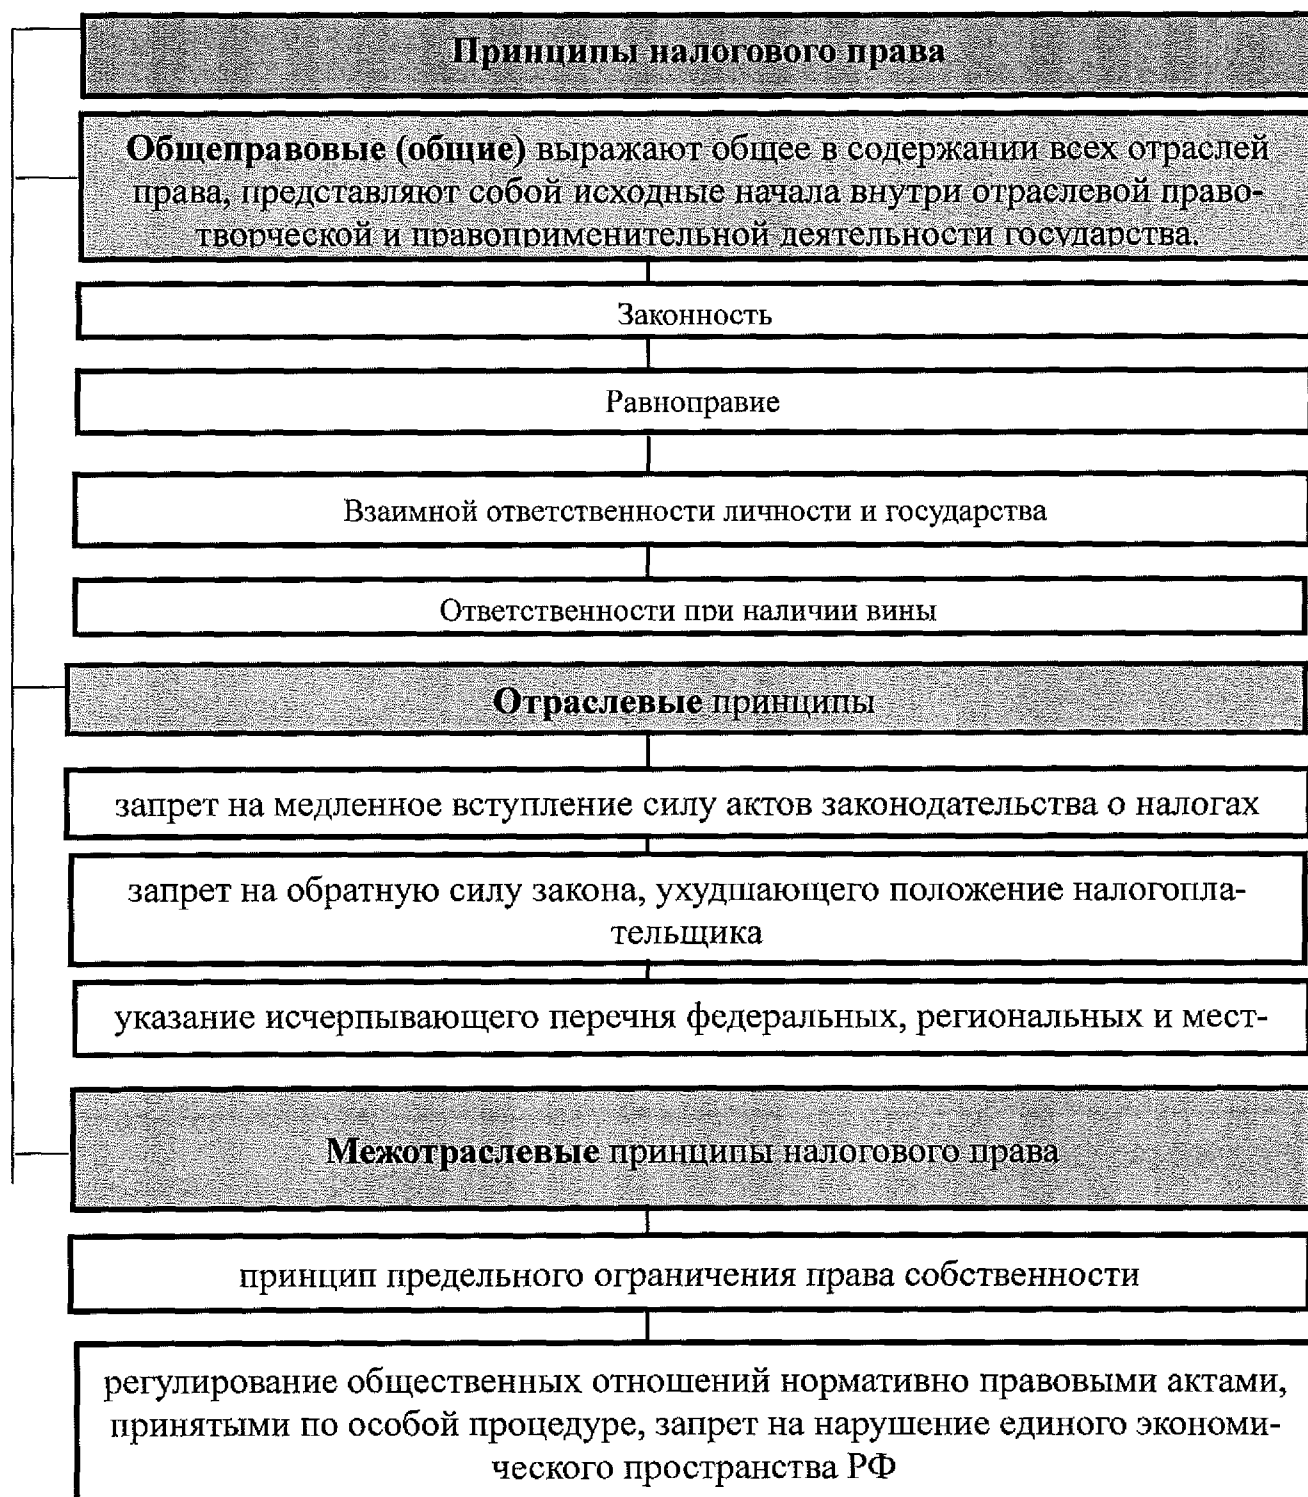 Принципы налогового права
Общеправовые (общие) выражают общее в содержании всех отраслей
права, представляют собой исходные начала внутри отраслевой право-
творческой и правоприменительной деятельности государства.
Законность
Равноправие
Взаимной ответственности личности и государства
Ответственности при наличии вины
Отраслевые принципы
запрет на медленное вступление силу актов законодательства о налогах
запрет на обратную силу закона, ухудшающего положение налогопла-
тельщика
указание исчерпывающего перечня федеральных, региональных и мест-
Межотраслевые принципы налогового права
принцип предельного ограничения права собственности
регулирование общественных отношений нормативно правовыми актами,
принятыми по особой процедуре, запрет на нарушение единого экономи-
ческого пространства РФ